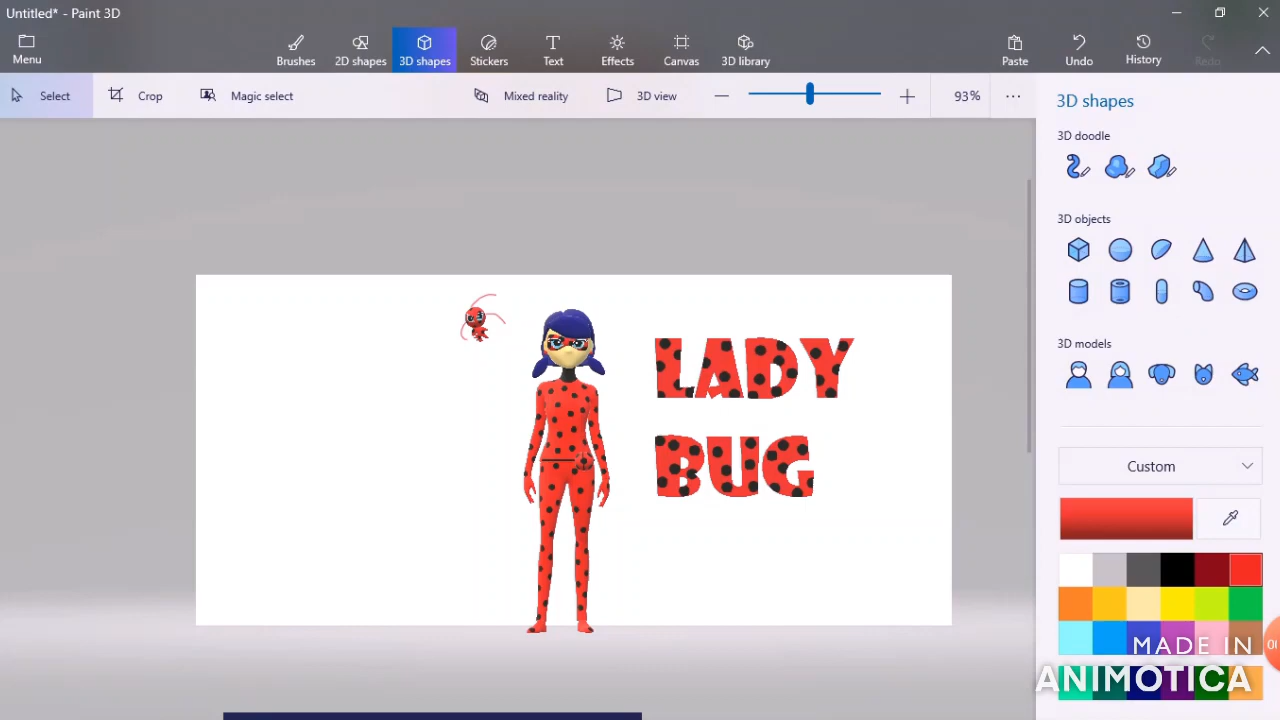 Untitled* - Paint 3D
Menu
Brushes
2D shapes
3D shapes
Stickers
Text
Effects
Canvas
3D library
Paste
Undo
History
Redo
Select
Crop
Magic select
Mixed reality
3D view
93%
3D shapes
3D doodle
3D objects
3D models
Custom
LADY
BUG
01
MADE IN
ANIMOTICA